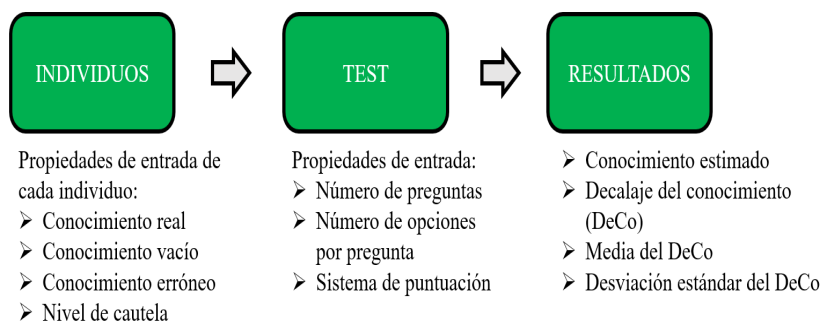 INDIVIDUOS
TEST
RESULTADOS
Propiedades de entrada de
cada individuo:
➢ Conocimiento real
➢ Conocimiento vacío
➢ Conocimiento erróneo
➢ Nivel de cautela
Propiedades de entrada:
➢ Número de preguntas
➢ Número de opciones
por pregunta
➢ Sistema de puntuación
➢ Conocimiento estimado
➢ Decalaje del conocimiento
(DeCo)
➢ Media del DeCo
➢ Desviación estándar del DeCo